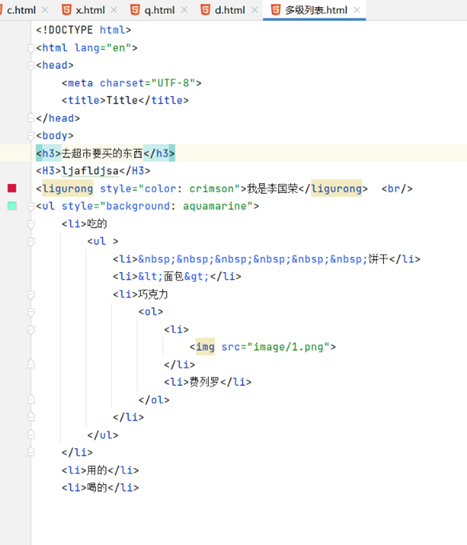 c.html x.html q.html d.html 多级列表.html
<!DOCTYPE html>
<html lang="en">
<head>
    <meta charset="UTF-8">
    <title>Title</title>
</head>
<body>
<h3>去超市要买的东西</h3>
<H3>ljafldjsa</H3>
<ligurong style="color: crimson">我是李国荣</ligurong>  <br/>
<ul style="background: aquamarine">
    <li>吃的
        <ul >
            <li>&nbsp;&nbsp;&nbsp;&nbsp;&nbsp;&nbsp;饼干</li>
            <li>&lt;面包&gt;</li>
            <li>巧克力
                <ol>
                    <li>
                        <img src="image/1.png">
                    </li>
                    <li>费列罗</li>
                </ol>
            </li>
        </ul>
    </li>
    <li>用的</li>
    <li>喝的</li>